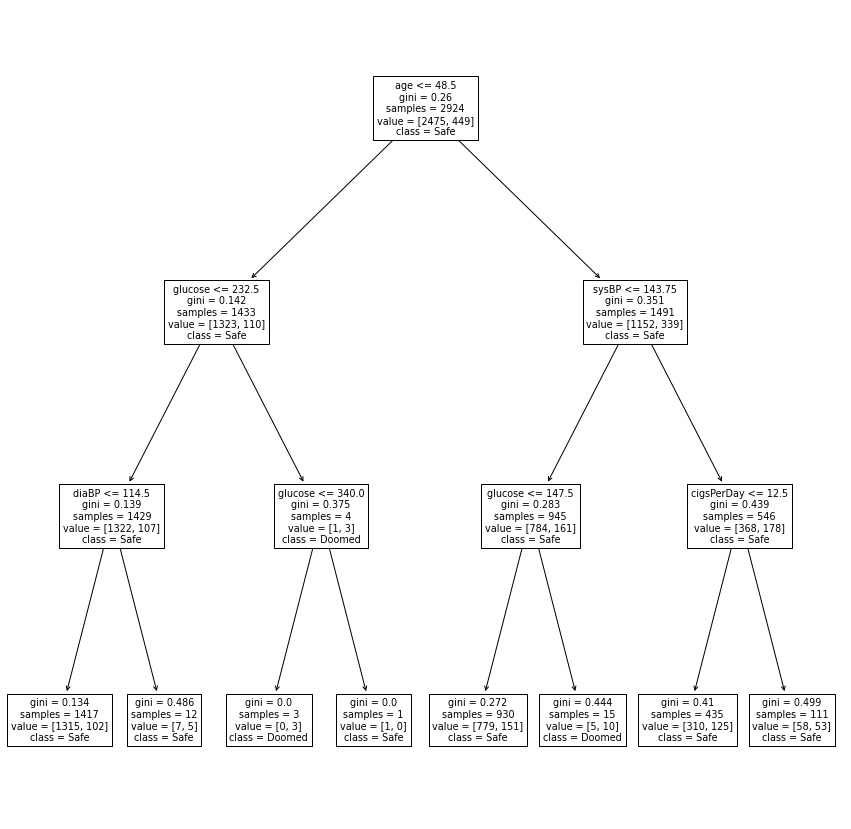 age <= 48.5
gini = 0.26
samples = 2924
value = [2475, 449]
class = Safe
glucose <= 232.5
gini = 0.142
samples = 1433
value = [1323, 110]
class = Safe
sysBP <= 143.75
gini = 0.351
samples = 1491
value = [1152, 339]
class = Safe
diaBP <= 114.5
gini = 0.139
samples = 1429
value = [1322, 107]
class = Safe
glucose <= 340.0
gini = 0.375
samples = 4
value = [1, 3]
class = Doomed
glucose <= 147.5
gini = 0.283
samples = 945
value = [784, 161]
class = Safe
cigsPerDay <= 12.5
gini = 0.439
samples = 546
value = [368, 178]
class = Safe
gini = 0.134
samples = 1417
value = [1315, 102]
class = Safe
gini = 0.486
samples = 12
value = [7, 5]
class = Safe
gini = 0.0
samples = 3
value = [0, 3]
class = Doomed
gini = 0.0
samples = 1
value = [1, 0]
class = Safe
gini = 0.272
samples = 930
value = [779, 151]
class = Safe
gini = 0.444
samples = 15
value = [5, 10]
class = Doomed
gini = 0.41
samples = 435
value = [310, 125]
class = Safe
gini = 0.499
samples = 111
value = [58, 53]
class = Safe